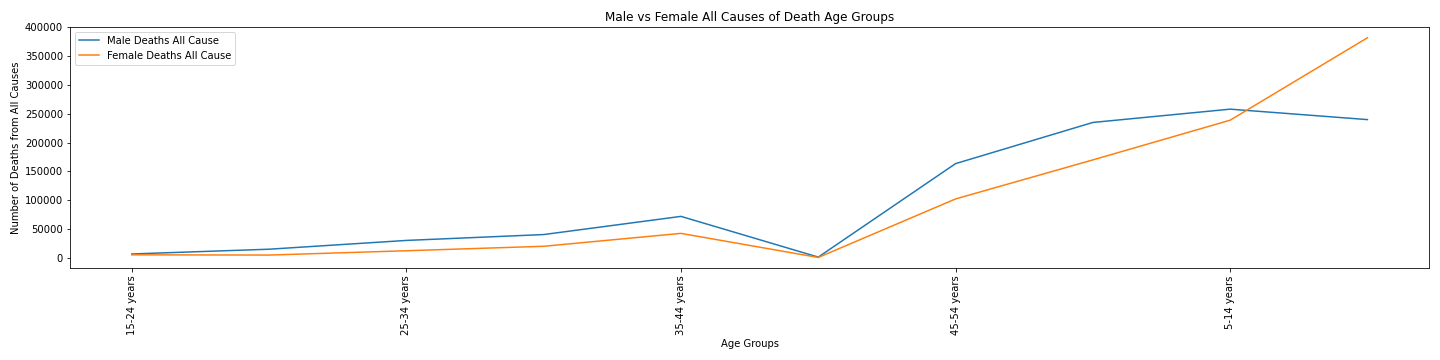 Male vs Female All Causes of Death Age Groups
Male Deaths All Cause
Female Deaths All Cause
Number of Deaths from All Causes
400000
350000
300000
250000
200000
150000
100000
50000
0
15-24 years
25-34 years
35-44 years
45-54 years
5-14 years
Age Groups